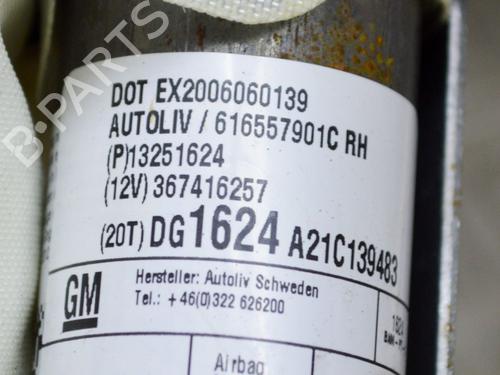 B-PARTS
DOT EX2006060139
AUTOLIV / 616557901C RH
(P)13251624
(12V) 367416257
(20T) DG1624 A21C139483
GM
Hersteller: Autoliv Schweden
Tel.: +46(0)322 626200
1624
Airbag